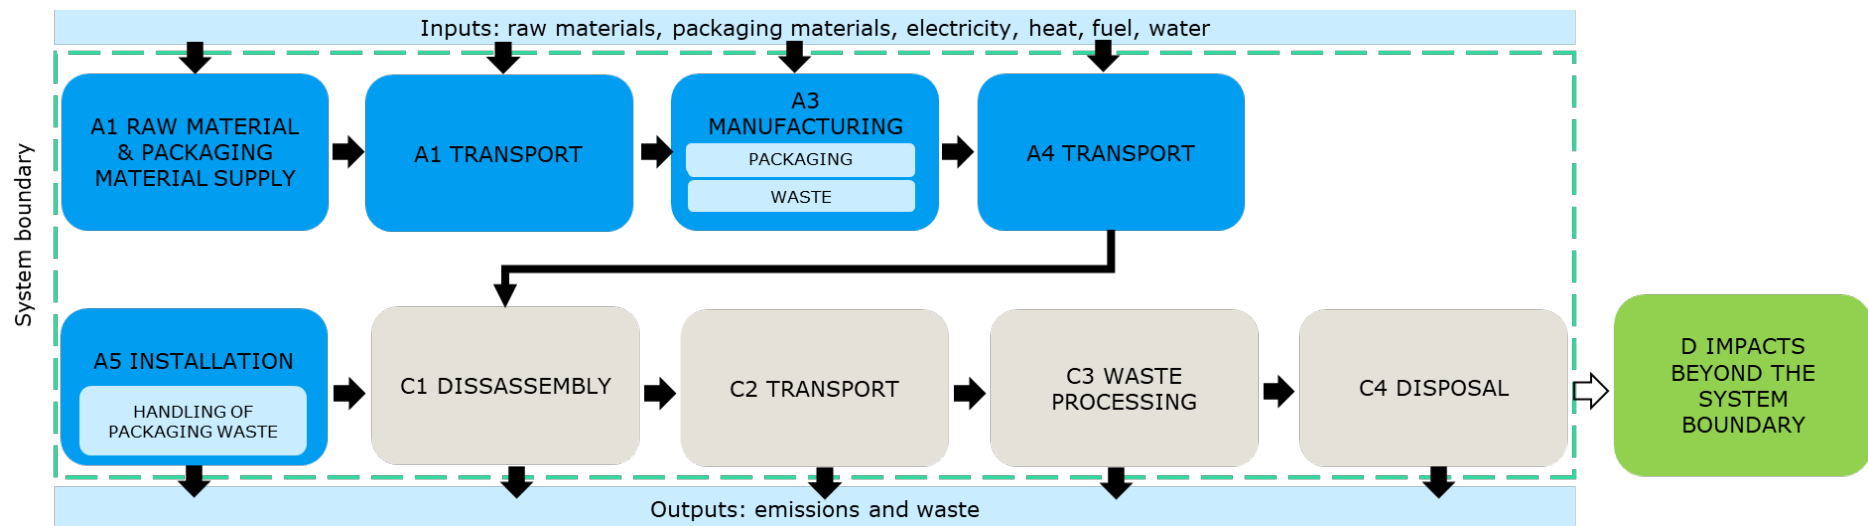 Inputs: raw materials, packaging materials, electricity, heat, fuel, water
System boundary
A1 RAW MATERIAL
& PACKAGING
MATERIAL SUPPLY
A1 TRANSPORT
A3
MANUFACTURING
PACKAGING
WASTE
A4 TRANSPORT
A5 INSTALLATION
HANDLING OF
PACKAGING WASTE
C1 DISSASSEMBLY
C2 TRANSPORT
C3 WASTE
PROCESSING
C4 DISPOSAL
D IMPACTS
BEYOND THE
SYSTEM
BOUNDARY
Outputs: emissions and waste